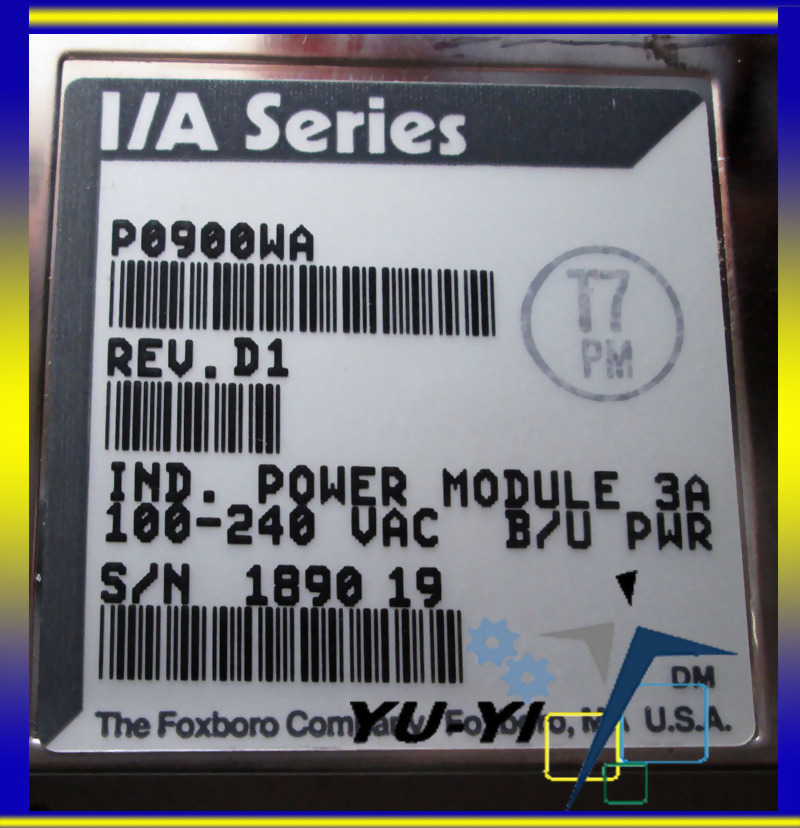 I/A Series
P0900WA
T7
PM
REV.D1
IND. POWER MODULE 3A
100-240 VAC B/U PWR
S/N 1890 19
DM
The Foxboro Company, Foxboro, MA U.S.A.
YU-YI